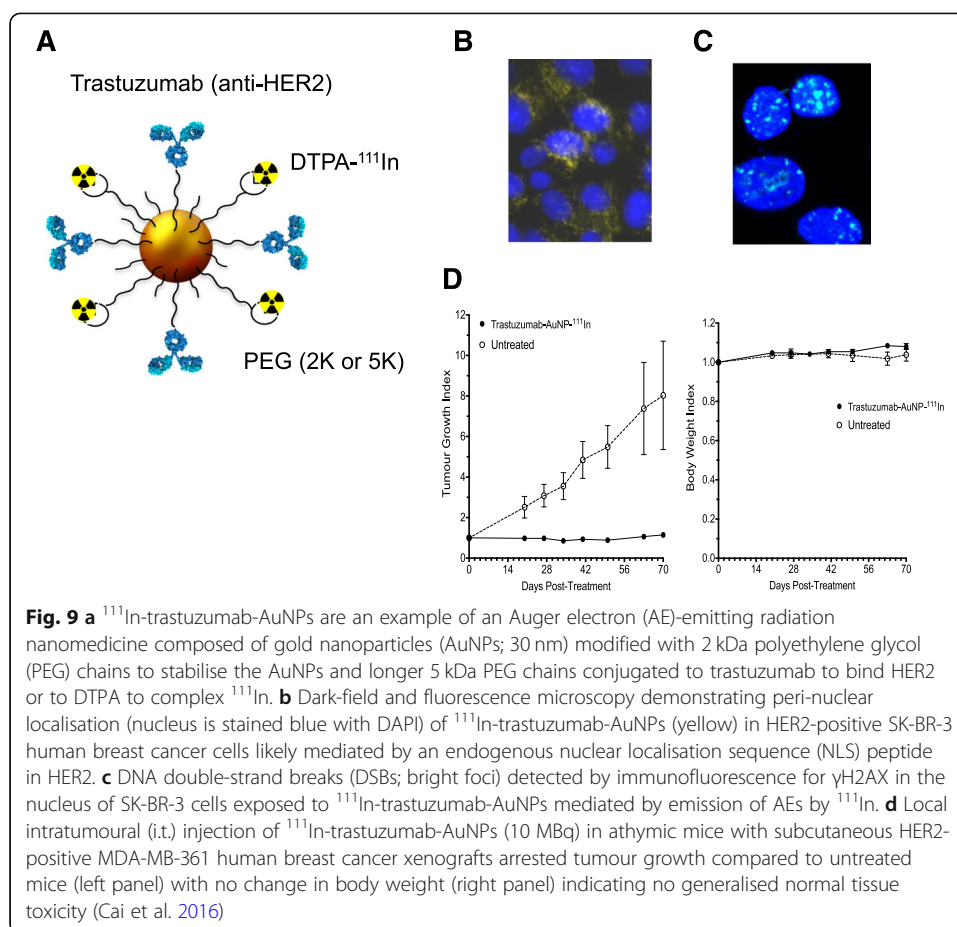 A
B
C
Trastuzumab (anti-HER2)
DTPA-¹¹¹In
PEG (2K or 5K)
D
Trastuzumab-AuNP-¹¹¹In
Untreated
Tumour Growth Index
12
10
8
6
4
2
0
0 14 28 42 56 70
Days Post-Treatment
Body Weight Index
1.2
1.0
0.8
0.6
0.4
0.2
0.0
Trastuzumab-AuNP-¹¹¹In
Untreated
0 14 28 42 56 70
Days Post-Treatment
Fig. 9 a ¹¹¹In-trastuzumab-AuNPs are an example of an Auger electron (AE)-emitting radiation
nanomedicine composed of gold nanoparticles (AuNPs; 30 nm) modified with 2 kDa polyethylene glycol
(PEG) chains to stabilise the AuNPs and longer 5 kDa PEG chains conjugated to trastuzumab to bind HER2
or to DTPA to complex ¹¹¹In. b Dark-field and fluorescence microscopy demonstrating peri-nuclear
localisation (nucleus is stained blue with DAPI) of ¹¹¹In-trastuzumab-AuNPs (yellow) in HER2-positive SK-BR-3
human breast cancer cells likely mediated by an endogenous nuclear localisation sequence (NLS) peptide
in HER2. c DNA double-strand breaks (DSBs; bright foci) detected by immunofluorescence for γH2AX in the
nucleus of SK-BR-3 cells exposed to ¹¹¹In-trastuzumab-AuNPs mediated by emission of AEs by ¹¹¹In. d Local
intratumoural (i.t.) injection of ¹¹¹In-trastuzumab-AuNPs (10 MBq) in athymic mice with subcutaneous HER2-
positive MDA-MB-361 human breast cancer xenografts arrested tumour growth compared to untreated
mice (left panel) with no change in body weight (right panel) indicating no generalised normal tissue
toxicity (Cai et al. 2016)